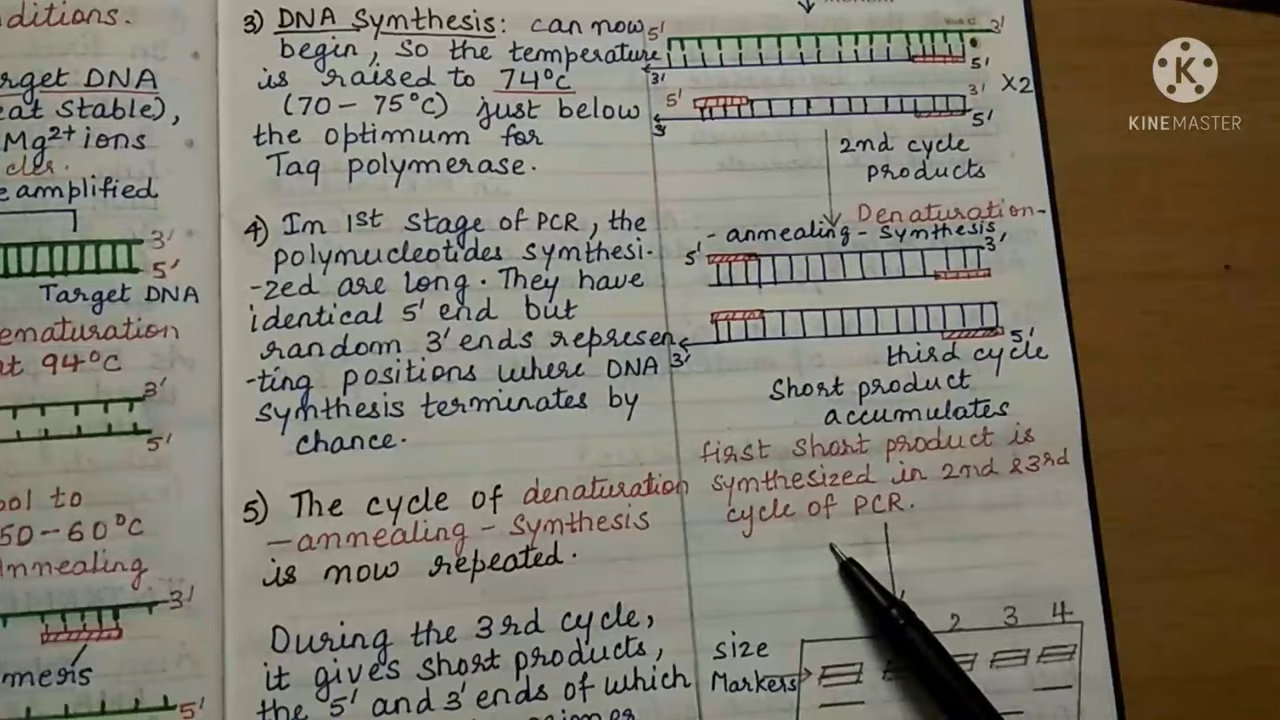 ditions.
rget DNA
eat stable),
Mg2+ ions
cler.
e amplified
3'
5'
Target DNA
enaturation
at 94°C
3'
5'
ool to
50-60°C
Annealing
3'
mers
5'
3) DNA Synthesis: can now
begin, so the temperature
is raised to 74°C
(70-75°C) just below
the optimum for
Taq polymerase.
4) In 1st stage of PCR, the
polynucleotides synthesi-
-zed are long. They have
identical 5' end but
random 3' ends represen-
-ting positions where DNA
synthesis terminates by
chance.
5) The cycle of denaturation
-annealing - synthesis
is now repeated.
During the 3rd cycle,
it gives short products,
the 5' and 3' ends of which
5' 3'
3' 5'
X2
5' 3'
3' 5'
2nd cycle
products
Denaturation-
- annealing - synthesis,
5' 3'
3' 5'
third cycle
Short product
accumulates
first short product is
synthesized in 2nd &3rd
cycle of PCR.
2 3 4
size
Markers
KINEMASTER